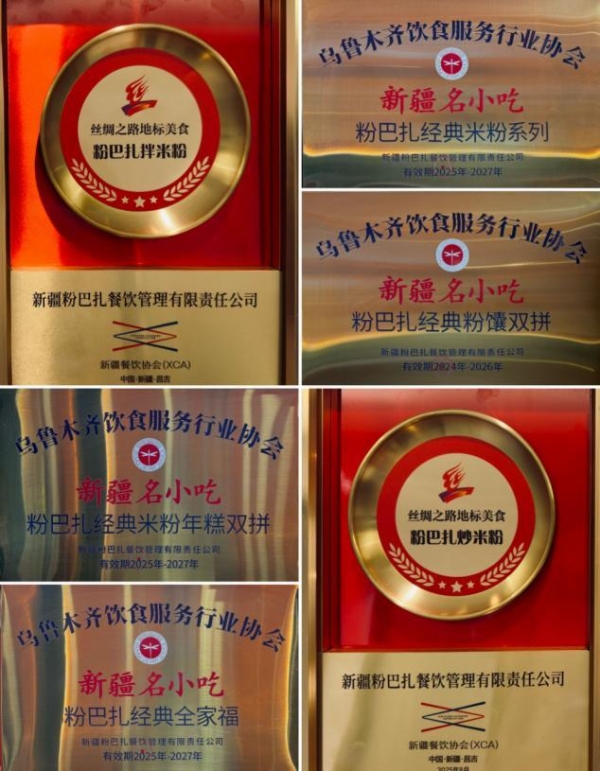 丝绸之路地标美食
粉巴扎拌米粉
新疆粉巴扎餐饮管理有限责任公司
新疆餐饮协会(XCA)
中国·新疆·昌吉
乌鲁木齐饮食服务行业协会
新疆名小吃
粉巴扎经典米粉系列
新疆粉巴扎餐饮管理有限责任公司
有效期2025年-2027年
乌鲁木齐饮食服务行业协会
新疆名小吃
粉巴扎经典粉馕双拼
新疆粉巴扎餐饮管理有限责任公司
有效期2024年-2026年
乌鲁木齐饮食服务行业协会
新疆名小吃
粉巴扎经典米粉年糕双拼
新疆粉巴扎餐饮管理有限责任公司
有效期2025年-2027年
乌鲁木齐饮食服务行业协会
新疆名小吃
粉巴扎经典全家福
新疆粉巴扎餐饮管理有限责任公司
有效期2025年-2027年
丝绸之路地标美食
粉巴扎炒米粉
新疆粉巴扎餐饮管理有限责任公司
新疆餐饮协会(XCA)
中国·新疆·昌吉